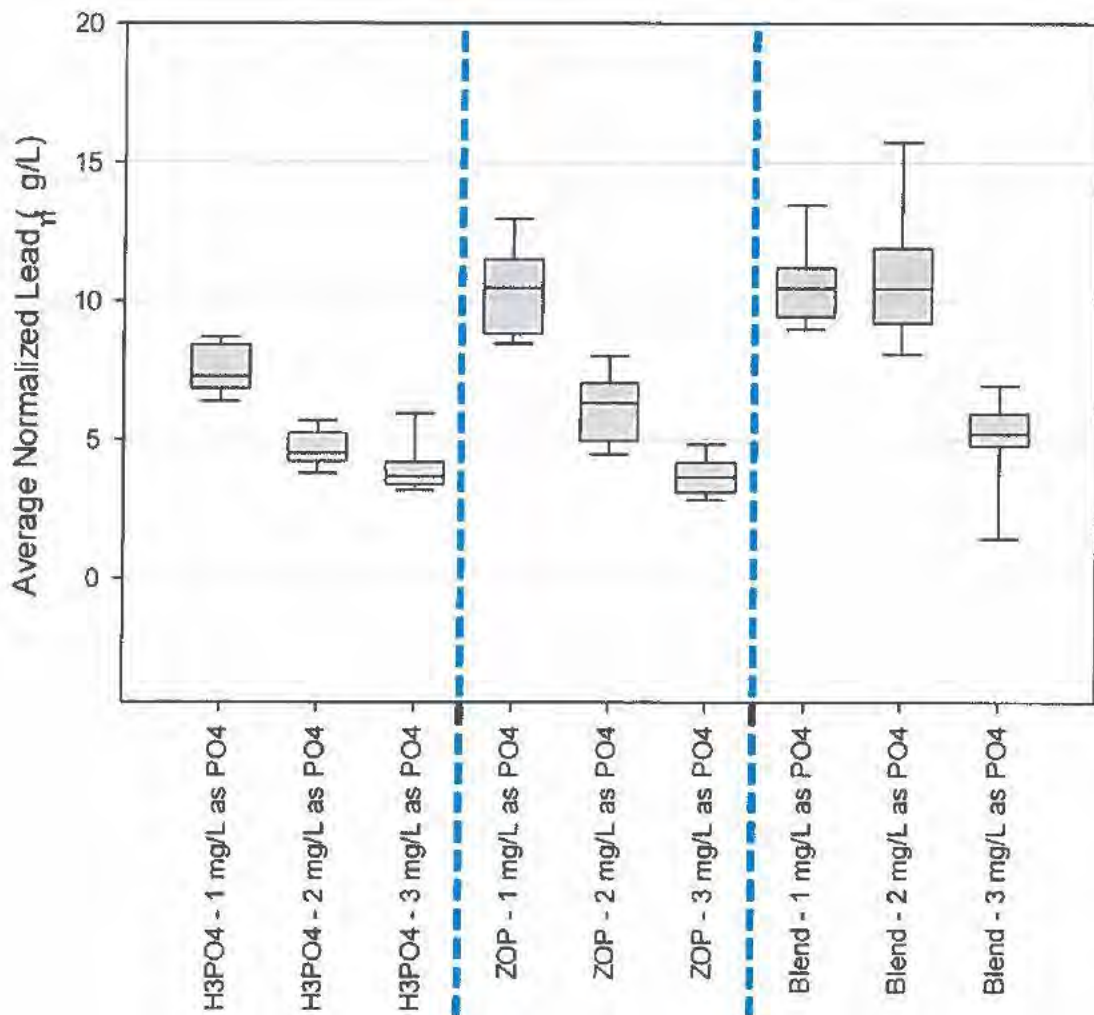 20
15
10
5
0
Average Normalized Lead ( g/L)
H3PO4 - 1 mg/L as PO4
H3PO4 - 2 mg/L as PO4
H3PO4 - 3 mg/L as PO4
ZOP - 1 mg/L as PO4
ZOP - 2 mg/L as PO4
ZOP - 3 mg/L as PO4
Blend - 1 mg/L as PO4
Blend - 2 mg/L as PO4
Blend - 3 mg/L as PO4